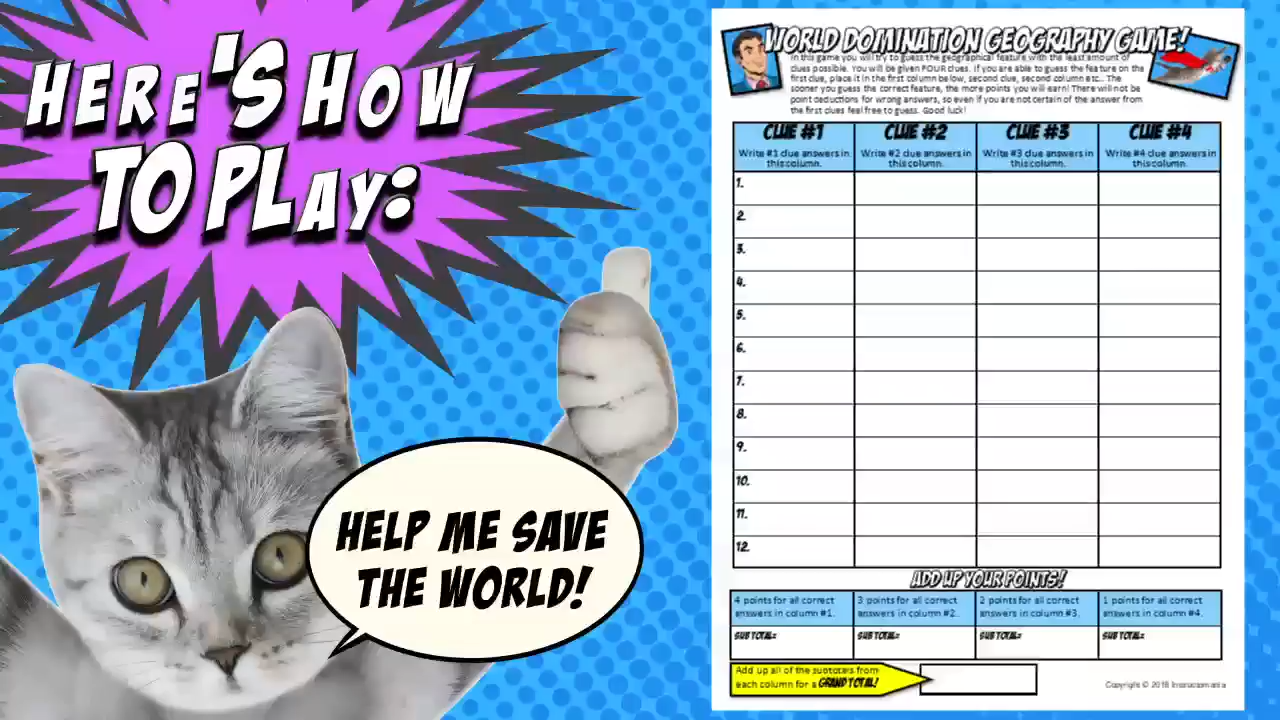 HERE'S HOW
TO PLAY:
HELP ME SAVE
THE WORLD!
WORLD DOMINATION GEOGRAPHY GAME!
In this game you will try to guess the geographical feature with the least amount of
clues possible. You will be given FOUR clues. If you are able to guess the feature on the
first clue, place it in the first column below, second clue, second column etc... The
sooner you guess the correct feature, the more points you will earn! There will not be
point deductions for wrong answers, so even if you are not certain of the answer from
the first clues feel free to guess. Good luck!
CLUE #1 CLUE #2 CLUE #3 CLUE #4
Write #1 clue answers in Write #2 clue answers in Write #3 clue answers in Write #4 clue answers in
this column. this column. this column. this column.
1.
2.
3.
4.
5.
6.
7.
8.
9.
10.
11.
12.
ADD UP YOUR POINTS!
4 points for all correct 3 points for all correct 2 points for all correct 1 points for all correct
answers in column #1. answers in column #2. answers in column #3. answers in column #4.
SUB TOTAL: SUB TOTAL: SUB TOTAL: SUB TOTAL:
Add up all of the subtotals from
each column for a GRAND TOTAL!
Copyright © 2018 Instructomania